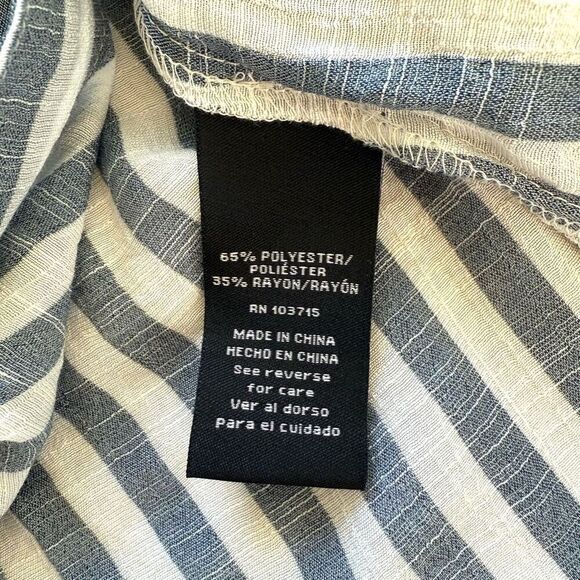 65% POLYESTER/
POLIÉSTER
35% RAYON/RAYÓN
RN 103715
MADE IN CHINA
HECHO EN CHINA
See reverse
for care
Ver al dorso
para el cuidado